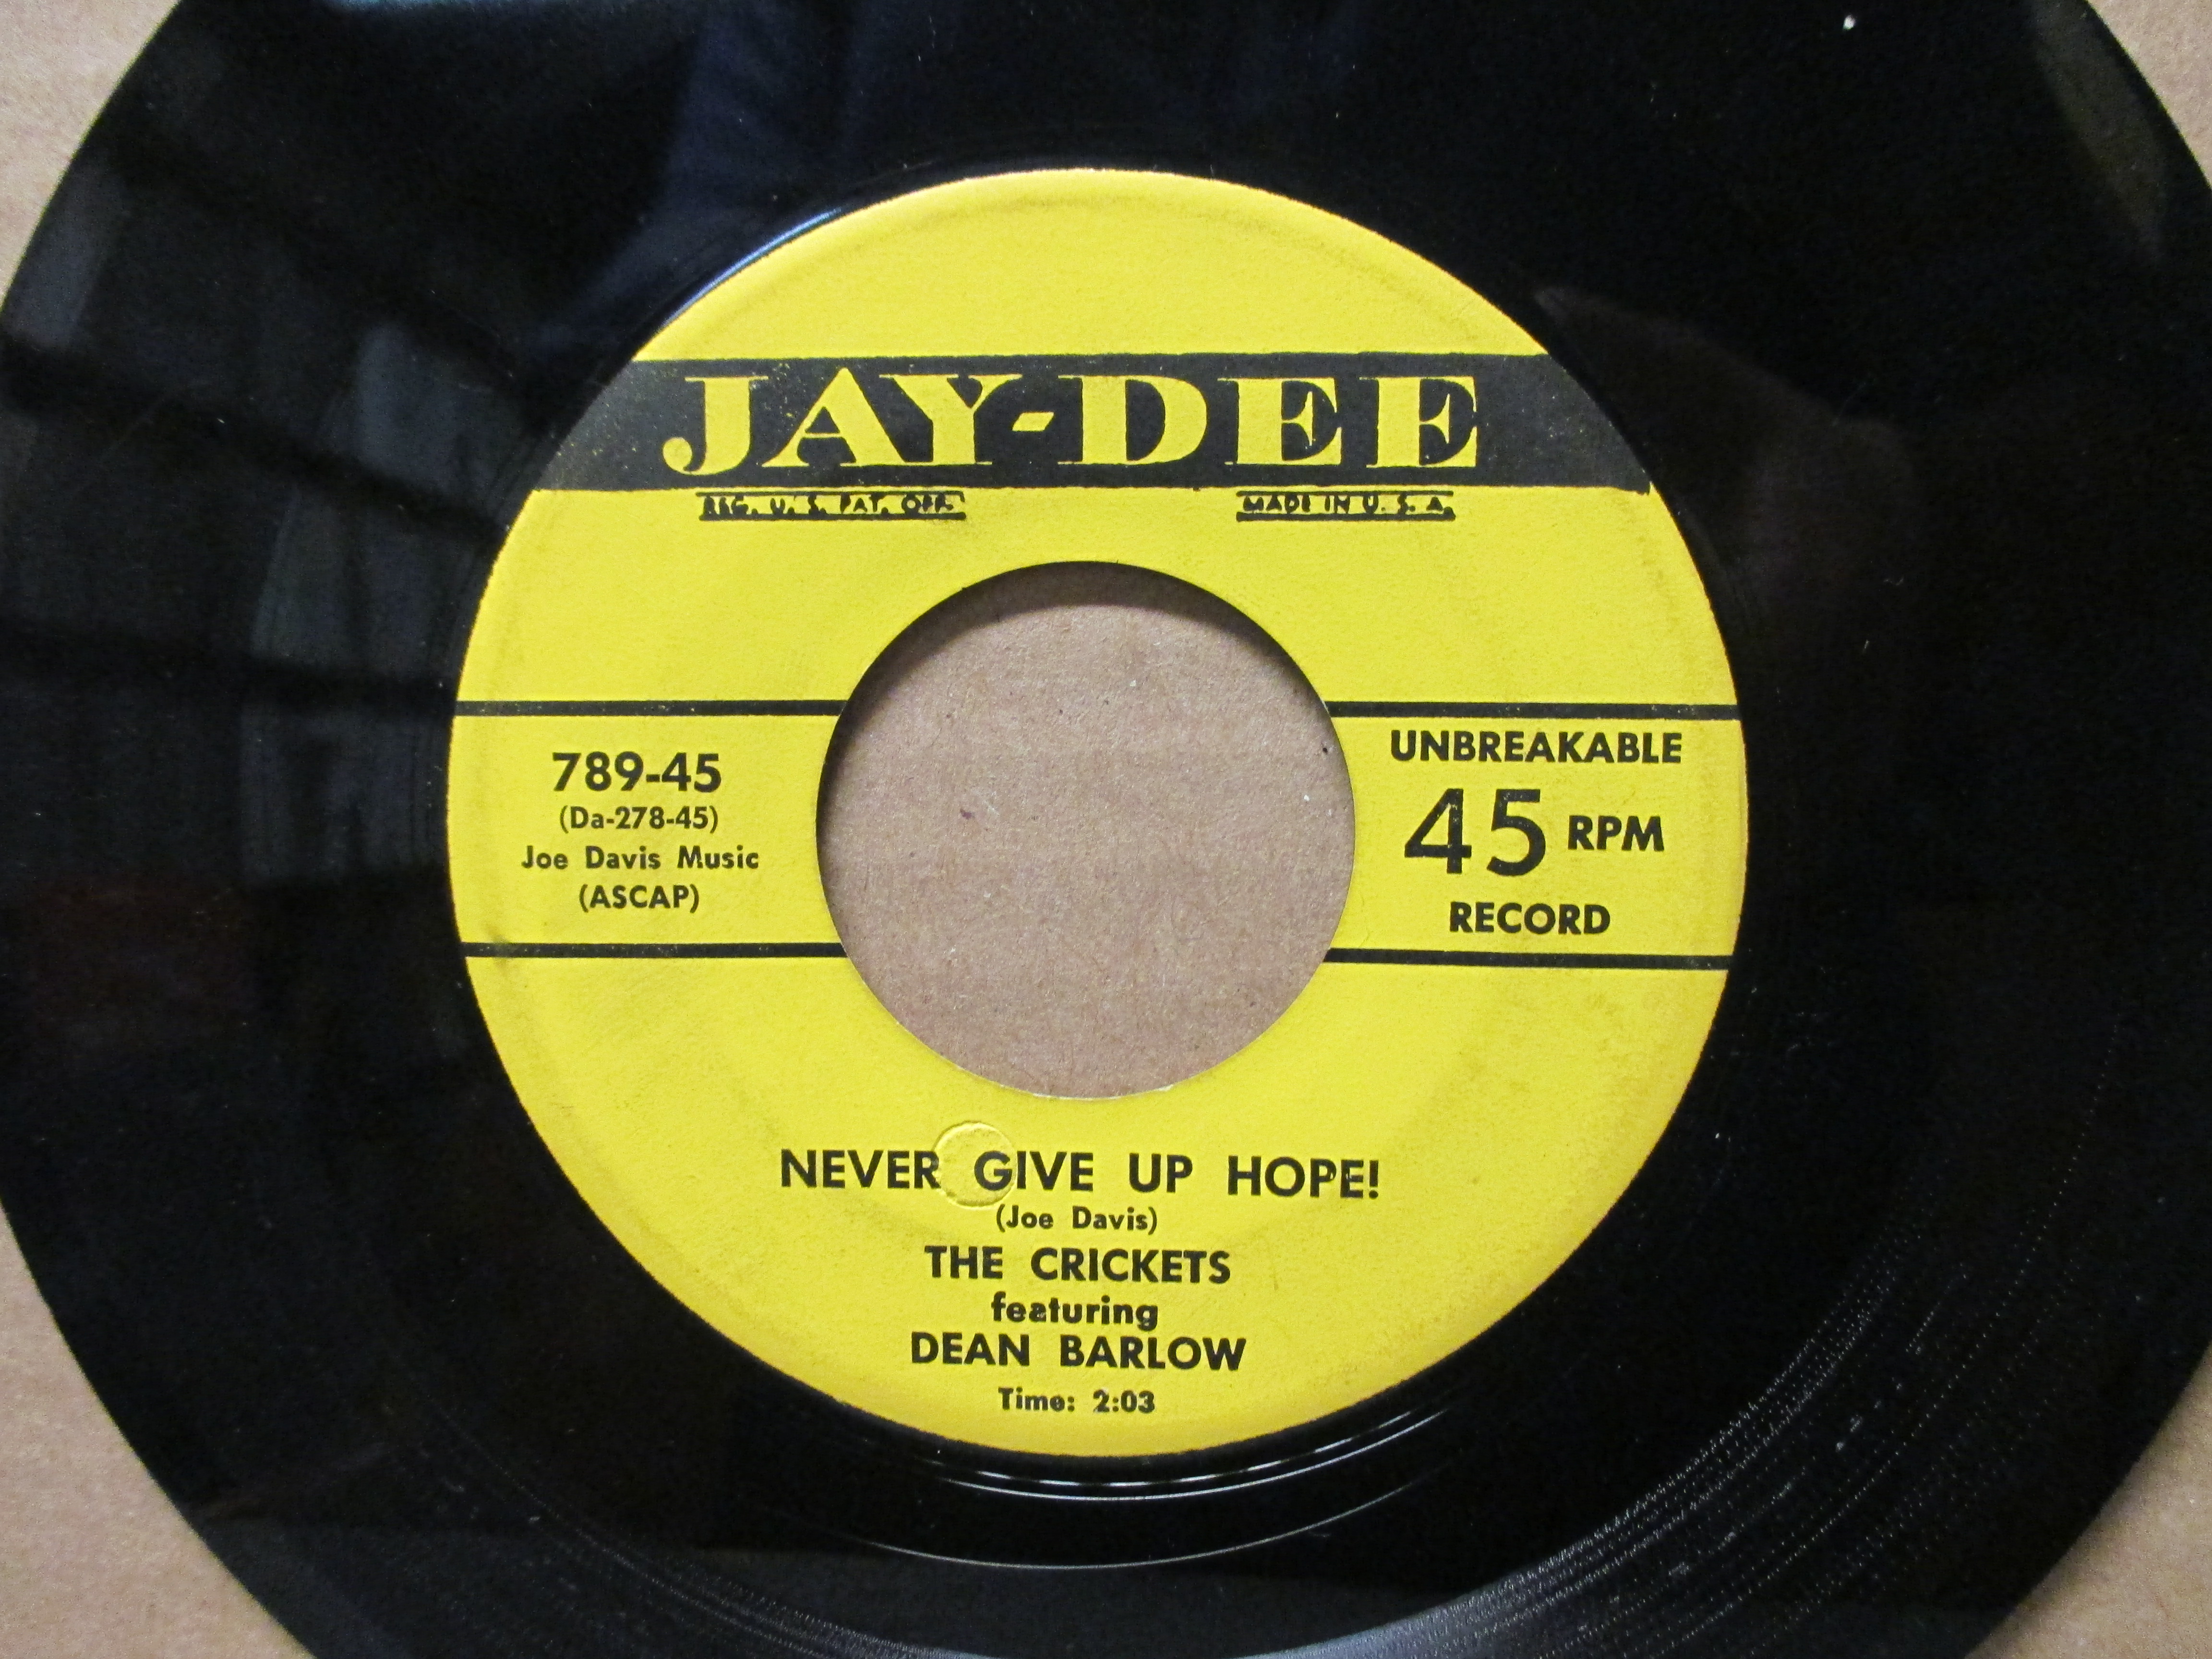 JAY-DEE
REG. U. S. PAT. OFF. MADE IN U. S. A.
789-45
(Da-278-45)
Joe Davis Music
(ASCAP)
UNBREAKABLE
45 RPM
RECORD
NEVER GIVE UP HOPE!
(Joe Davis)
THE CRICKETS
featuring
DEAN BARLOW
Time: 2:03